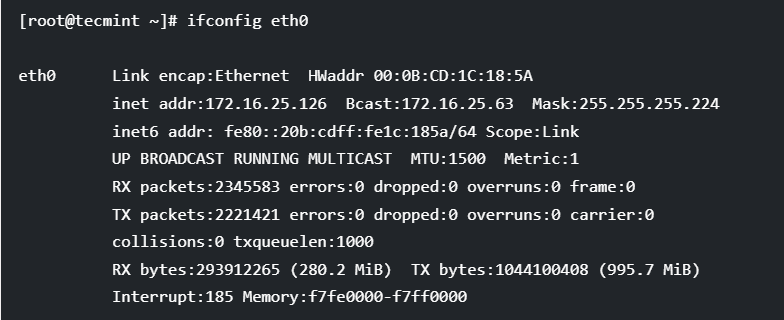 [root@tecmint ~]# ifconfig eth0
eth0 Link encap:Ethernet HWaddr 00:0B:CD:1C:18:5A
inet addr:172.16.25.126 Bcast:172.16.25.63 Mask:255.255.255.224
inet6 addr: fe80::20b:cdff:fe1c:185a/64 Scope:Link
UP BROADCAST RUNNING MULTICAST MTU:1500 Metric:1
RX packets:2345583 errors:0 dropped:0 overruns:0 frame:0
TX packets:2221421 errors:0 dropped:0 overruns:0 carrier:0
collisions:0 txqueuelen:1000
RX bytes:293912265 (280.2 MiB) TX bytes:1044100408 (995.7 MiB)
Interrupt:185 Memory:f7fe0000-f7ff0000